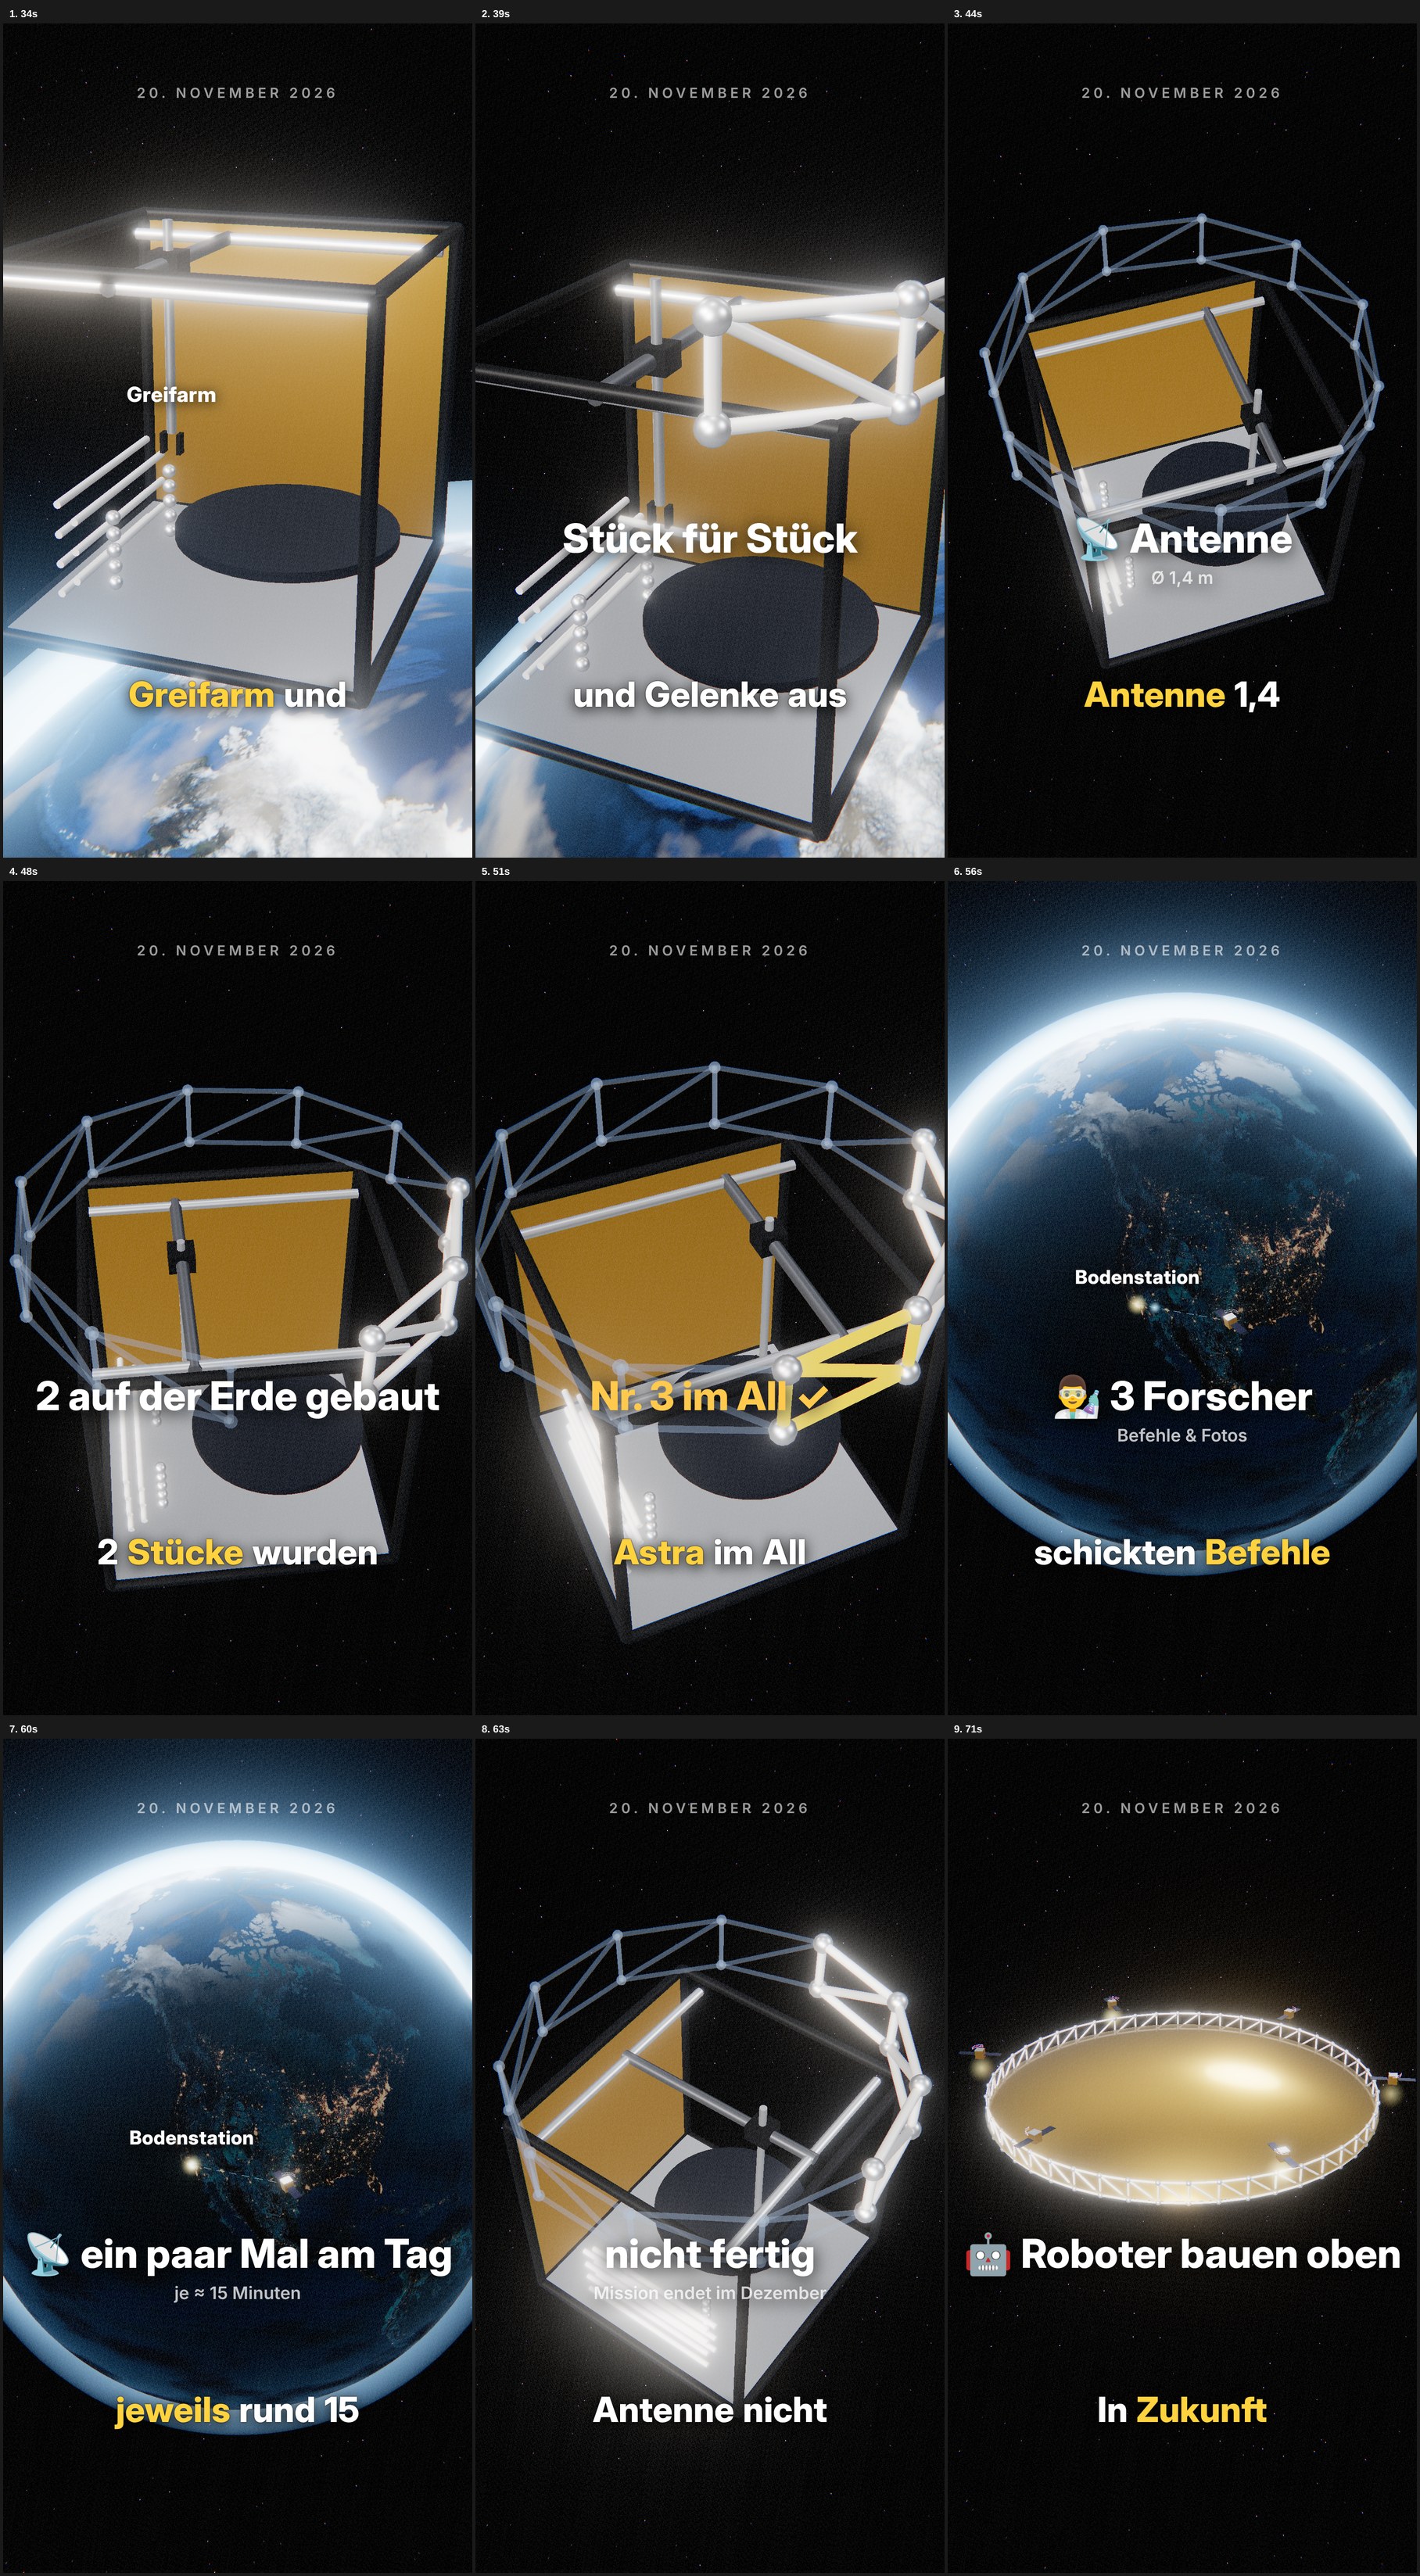 1. 34s
20. NOVEMBER 2026
Greifarm
Greifarm und
2. 39s
20. NOVEMBER 2026
Stück für Stück
und Gelenke aus
3. 44s
20. NOVEMBER 2026
Antenne
Ø 1,4 m
Antenne 1,4
4. 48s
20. NOVEMBER 2026
2 auf der Erde gebaut
2 Stücke wurden
5. 51s
20. NOVEMBER 2026
Nr. 3 im All ✓
Astra im All
6. 56s
20. NOVEMBER 2026
Bodenstation
3 Forscher
Befehle & Fotos
schickten Befehle
7. 60s
20. NOVEMBER 2026
Bodenstation
ein paar Mal am Tag
je ≈ 15 Minuten
jeweils rund 15
8. 63s
20. NOVEMBER 2026
nicht fertig
Mission endet im Dezember
Antenne nicht
9. 71s
20. NOVEMBER 2026
Roboter bauen oben
In Zukunft